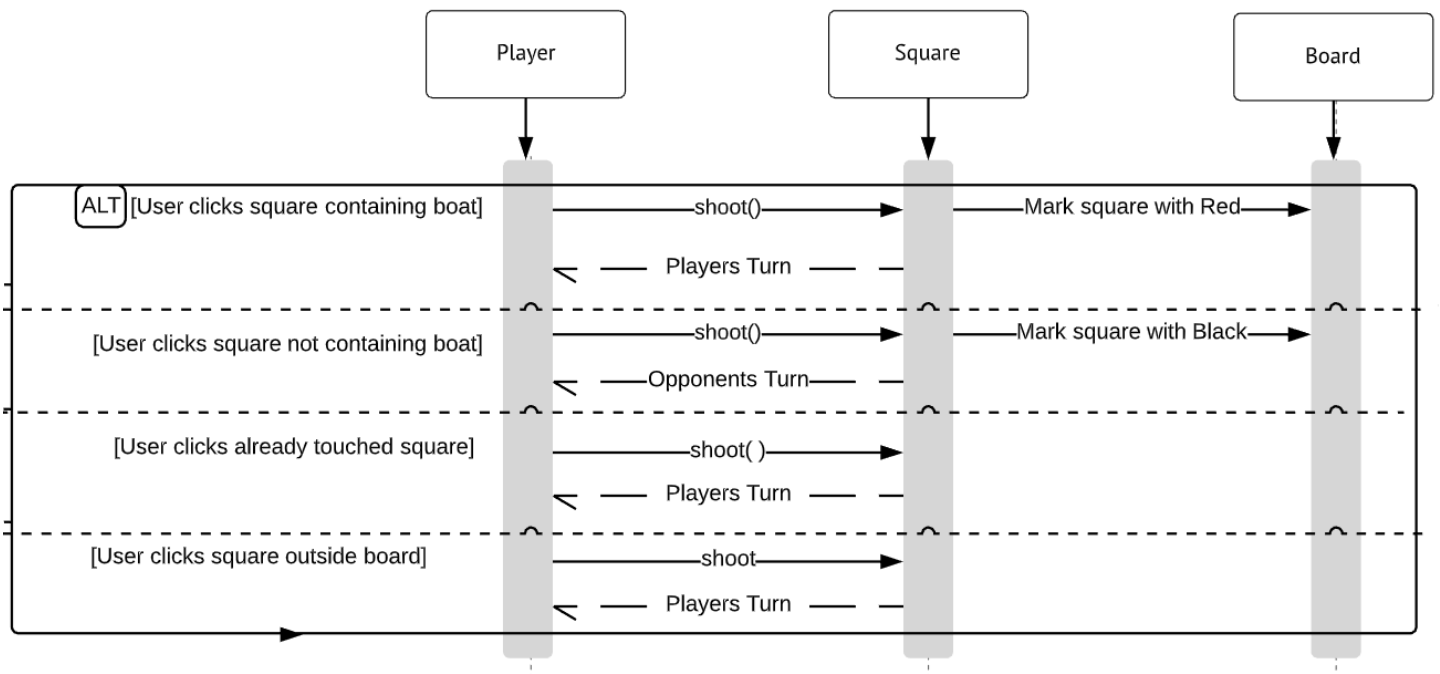 Player
Square
Board
ALT [User clicks square containing boat]
shoot()
Mark square with Red
Players Turn
[User clicks square not containing boat]
shoot()
Mark square with Black
Opponents Turn
[User clicks already touched square]
shoot( )
Players Turn
[User clicks square outside board]
shoot
Players Turn